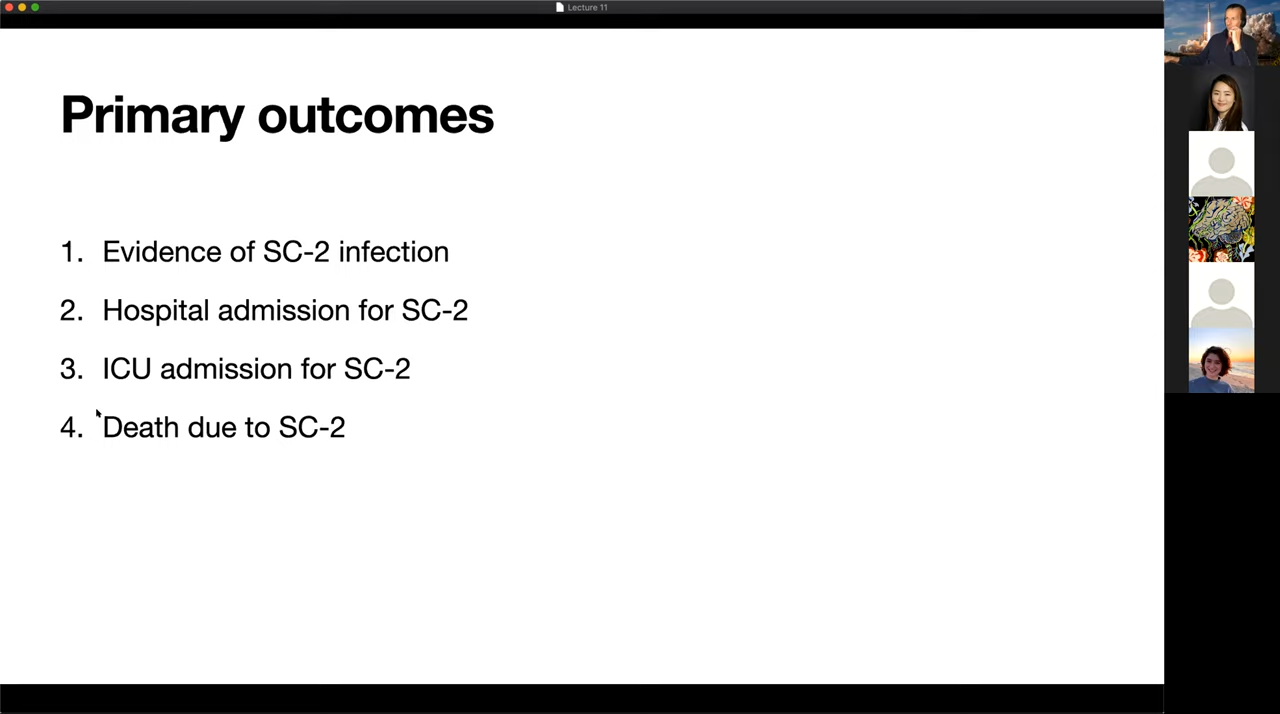 Lecture 11
Primary outcomes
1. Evidence of SC-2 infection
2. Hospital admission for SC-2
3. ICU admission for SC-2
4. Death due to SC-2